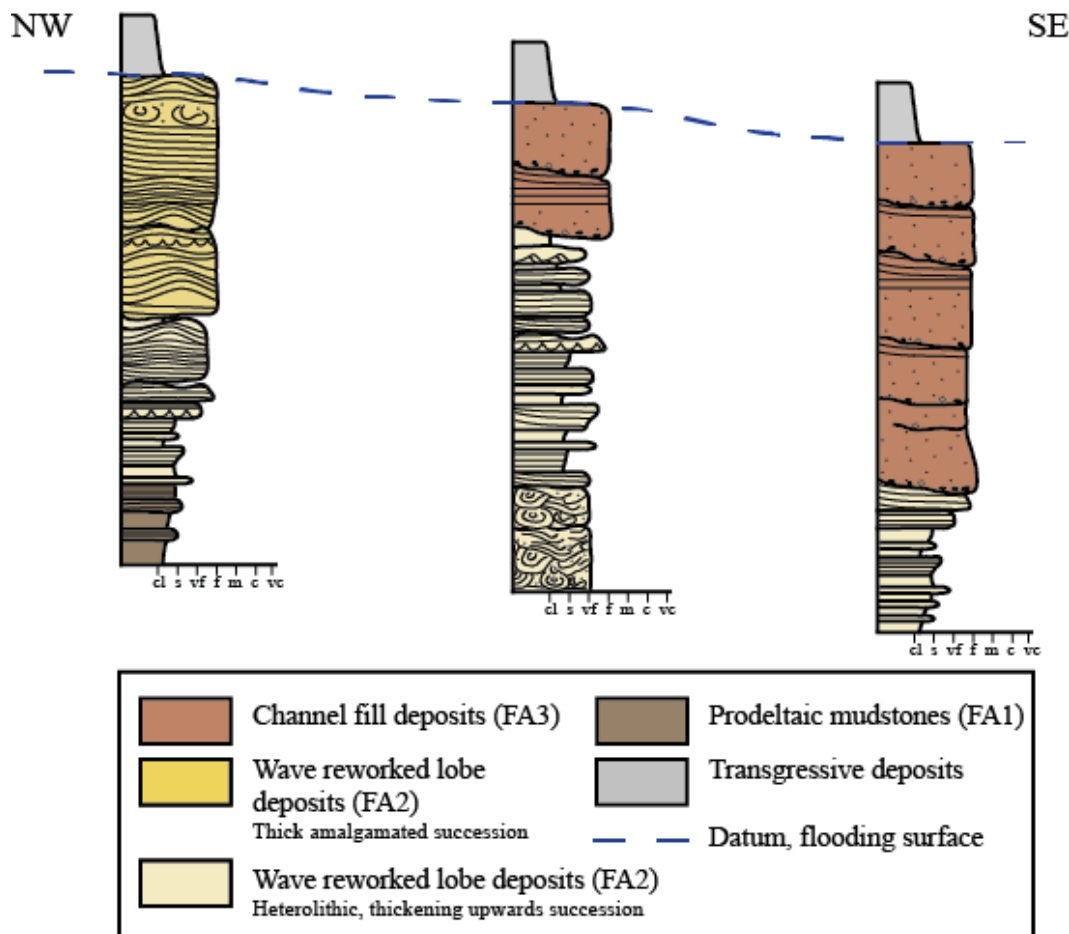 NW
SE
cl s vf f m c vc
cl s vf f m c vc
cl s vf f m c vc
Channel fill deposits (FA3)
Wave reworked lobe
deposits (FA2)
Thick amalgamated succession
Wave reworked lobe deposits (FA2)
Heterolithic, thickening upwards succession
Prodeltaic mudstones (FA1)
Transgressive deposits
Datum, flooding surface